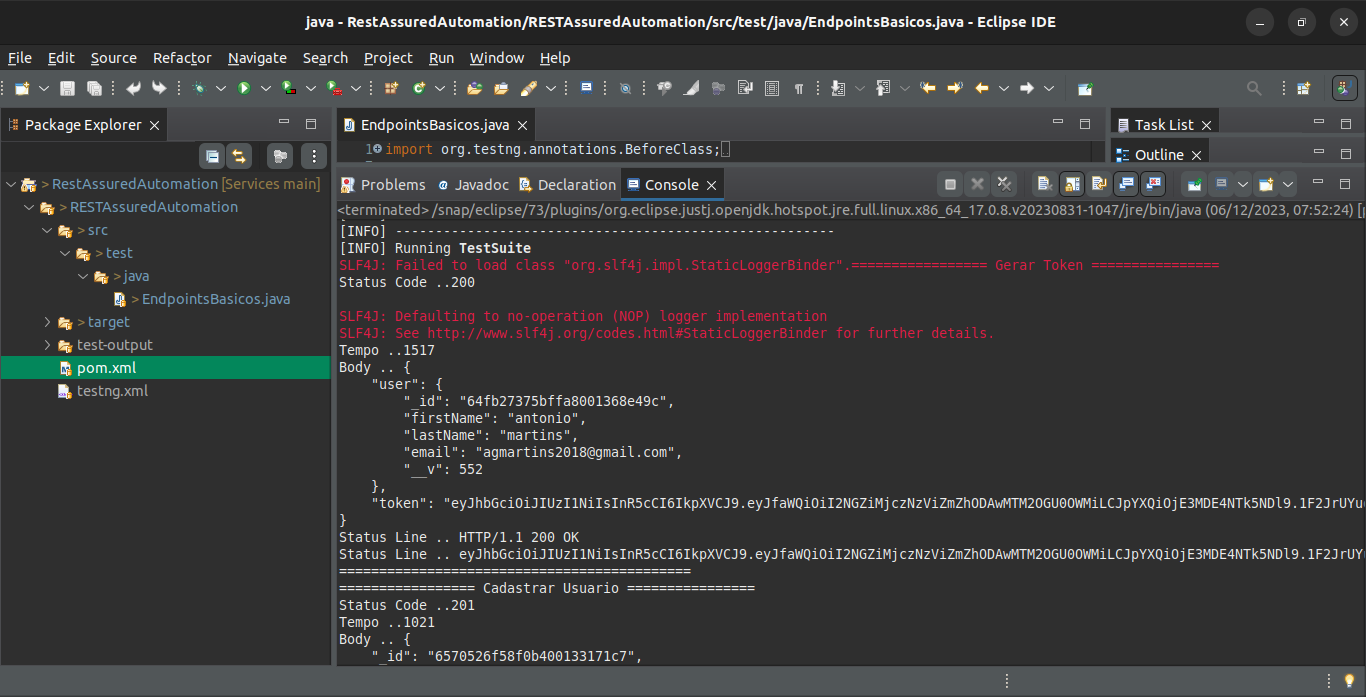 java - RestAssuredAutomation/RESTAssuredAutomation/src/test/java/EndpointsBasicos.java - Eclipse IDE
File Edit Source Refactor Navigate Search Project Run Window Help
Package Explorer
> RestAssuredAutomation [Services main]
> RESTAssuredAutomation
> src
> test
> java
> EndpointsBasicos.java
> target
test-output
pom.xml
testng.xml
EndpointsBasicos.java
1 import org.testng.annotations.BeforeClass;
Task List
Outline
Problems Javadoc Declaration Console
<terminated> /snap/eclipse/73/plugins/org.eclipse.justj.openjdk.hotspot.jre.full.linux.x86_64_17.0.8.v20230831-1047/jre/bin/java (06/12/2023, 07:52:24) [
[INFO] -------------------------------------------------------
[INFO] Running TestSuite
SLF4J: Failed to load class "org.slf4j.impl.StaticLoggerBinder".================= Gerar Token ================
Status Code ..200
SLF4J: Defaulting to no-operation (NOP) logger implementation
SLF4J: See http://www.slf4j.org/codes.html#StaticLoggerBinder for further details.
Tempo ..1517
Body .. {
"user": {
"_id": "64fb27375bffa8001368e49c",
"firstName": "antonio",
"lastName": "martins",
"email": "agmartins2018@gmail.com",
"__v": 552
},
"token": "eyJhbGciOiJIUzI1NiIsInR5cCI6IkpXVCJ9.eyJfaWQiOiI2NGZiMjczNzViZmZhODAwMTM2OGU0OWMiLCJpYXQiOjE3MDE4NTk5NDl9.1F2JrUYu
}
Status Line .. HTTP/1.1 200 OK
Status Line .. eyJhbGciOiJIUzI1NiIsInR5cCI6IkpXVCJ9.eyJfaWQiOiI2NGZiMjczNzViZmZhODAwMTM2OGU0OWMiLCJpYXQiOjE3MDE4NTk5NDl9.1F2JrUY
============================================
================= Cadastrar Usuario ================
Status Code ..201
Tempo ..1021
Body .. {
"_id": "6570526f58f0b400133171c7",